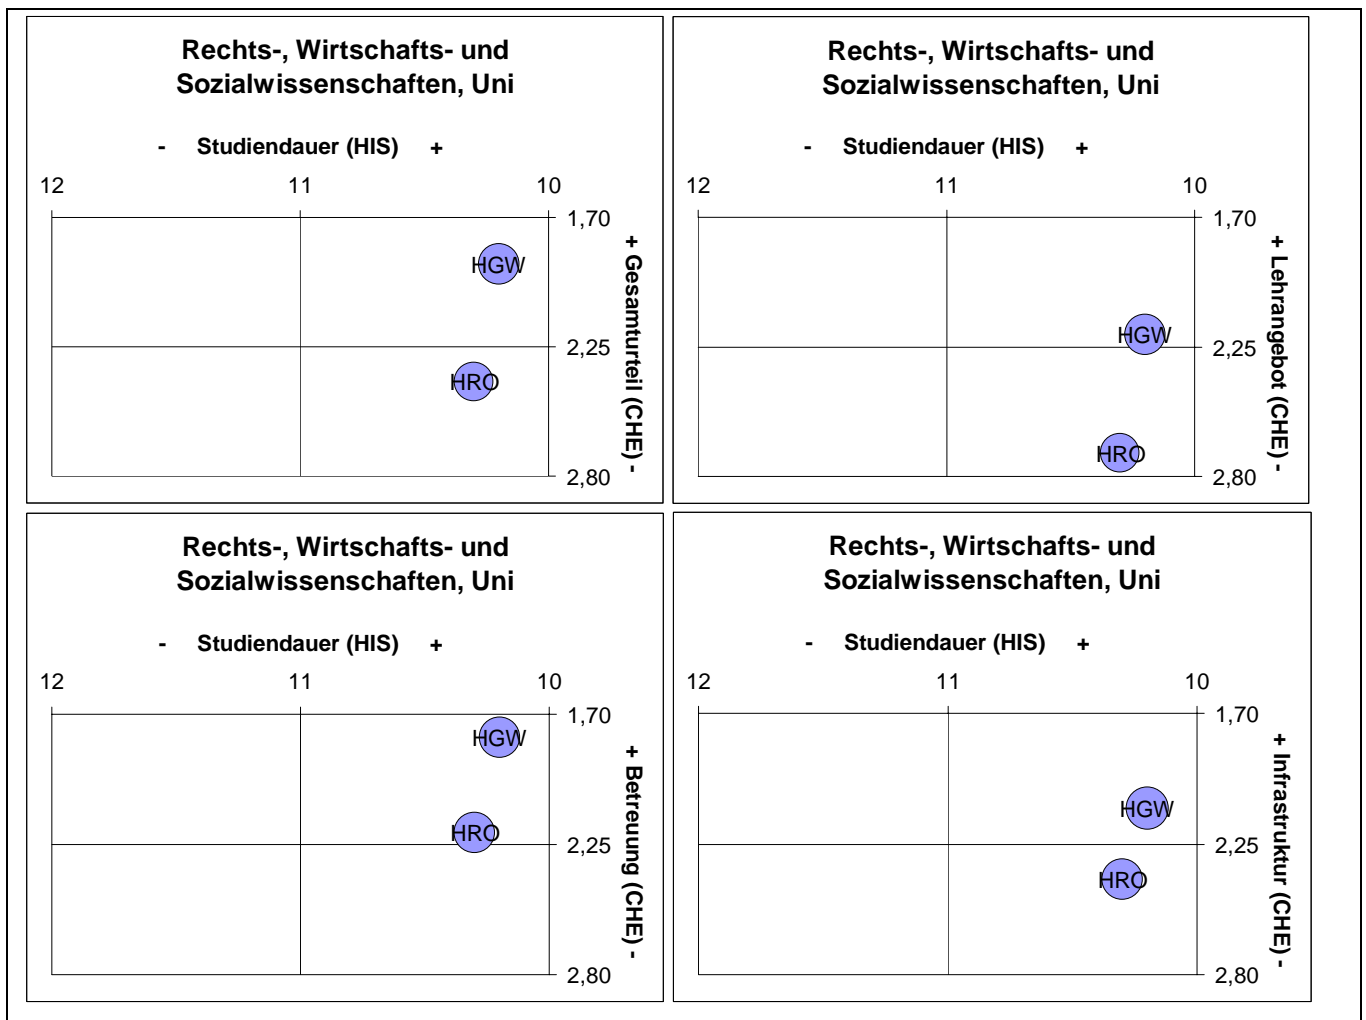 Rechts-, Wirtschafts- und
Sozialwissenschaften, Uni
- Studiendauer (HIS) +
12 11 10
1,70
HGW
2,25
HRO
2,80
+ Gesamturteil (CHE) -
Rechts-, Wirtschafts- und
Sozialwissenschaften, Uni
- Studiendauer (HIS) +
12 11 10
1,70
HGW
2,25
HRO
2,80
+ Lehrangebot (CHE) -
Rechts-, Wirtschafts- und
Sozialwissenschaften, Uni
- Studiendauer (HIS) +
12 11 10
1,70
HGW
HRO
2,25
2,80
+ Betreuung (CHE) -
Rechts-, Wirtschafts- und
Sozialwissenschaften, Uni
- Studiendauer (HIS) +
12 11 10
1,70
HGW
2,25
HRO
2,80
+ Infrastruktur (CHE) -